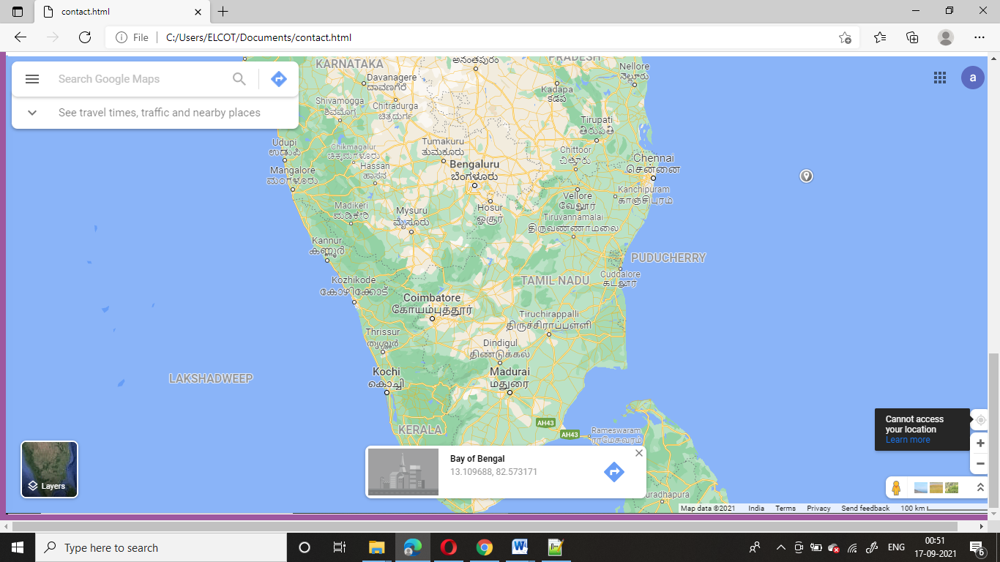 contact.html
File
C:/Users/ELCOT/Documents/contact.html
Search Google Maps
See travel times, traffic and nearby places
a
KARNATAKA
అనంతపురం
PRADESH
Nellore
నెల్లూరు
Davanagere
ದಾವಣಗೆರೆ
Kadapa
కడప
Shivamogga
ಶಿವಮೊಗ್ಗ
Chitradurga
ಚಿತ್ರದುರ್ಗ
Tirupati
తిరుపతి
Udupi
ಉಡುಪಿ
Chikmagalur
ಚಿಕ್ಕಮಗಳೂರು
Tumakuru
ತುಮಕೂರು
Chittoor
చిత్తూరు
Hassan
ಹಾಸನ
Bengaluru
ಬೆಂಗಳೂರು
Chennai
சென்னை
Mangalore
ಮಂಗಳೂರು
Kanchipuram
காஞ்சிபுரம்
Vellore
வேலூர்
Madikeri
ಮಡಿಕೇರಿ
Mysuru
ಮೈಸೂರು
Hosur
ஓசூர்
Tiruvannamalai
திருவண்ணாமலை
Kannur
കണ്ണൂർ
PUDUCHERRY
Kozhikode
കോഴിക്കോട്
TAMIL NADU
Cuddalore
கடலூர்
Coimbatore
கோயம்புத்தூர்
Tiruchirappalli
திருச்சிராப்பள்ளி
Thrissur
തൃശ്ശൂർ
Dindigul
திண்டுக்கல்
LAKSHADWEEP
Kochi
കൊച്ചി
Madurai
மதுரை
KERALA
AH43
AH43
Rameswaram
ராமேசுவரம்
Cannot access
your location
Learn more
Layers
Bay of Bengal
13.109688, 82.573171
uradhapura
Map data ©2021
India
Terms
Privacy
Send feedback
100 km
Type here to search
ENG
00:51
17-09-2021
6